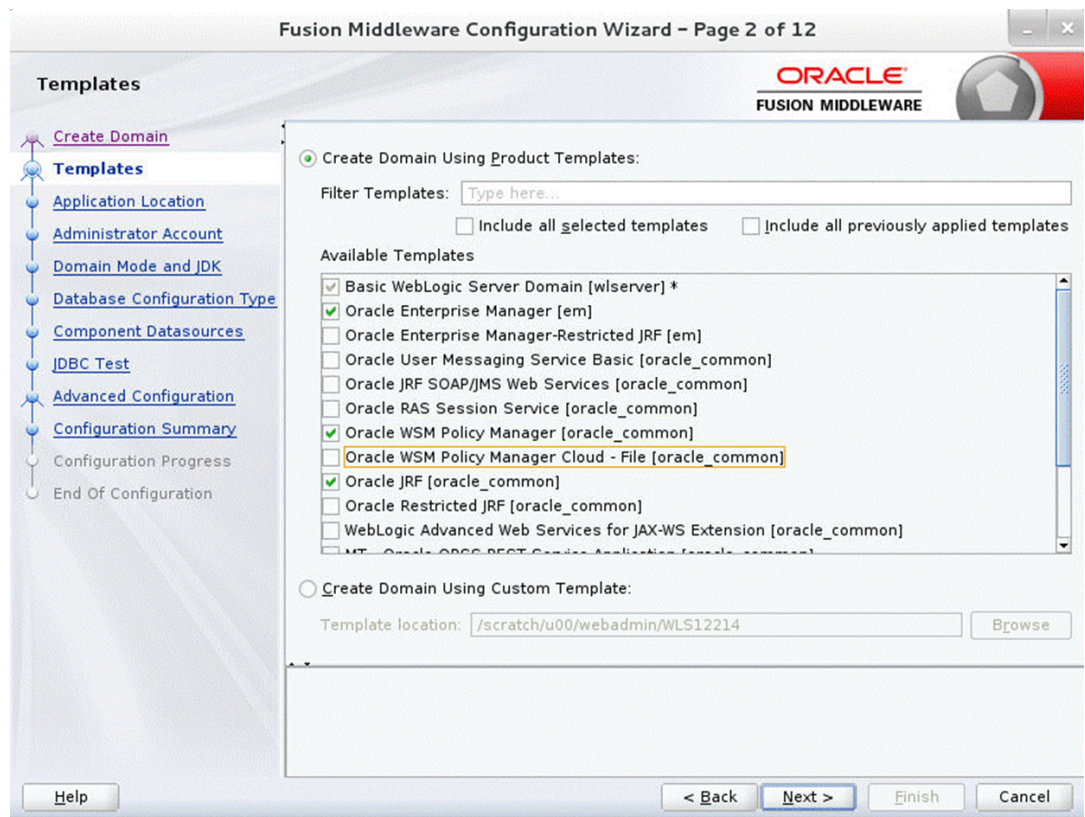 Fusion Middleware Configuration Wizard – Page 2 of 12
Templates
ORACLE
FUSION MIDDLEWARE
Create Domain
Templates
Application Location
Administrator Account
Domain Mode and JDK
Database Configuration Type
Component Datasources
JDBC Test
Advanced Configuration
Configuration Summary
Configuration Progress
End Of Configuration
Create Domain Using Product Templates:
Filter Templates: Type here...
Include all selected templates Include all previously applied templates
Available Templates
Basic WebLogic Server Domain [wlserver] *
Oracle Enterprise Manager [em]
Oracle Enterprise Manager-Restricted JRF [em]
Oracle User Messaging Service Basic [oracle_common]
Oracle JRF SOAP/JMS Web Services [oracle_common]
Oracle RAS Session Service [oracle_common]
Oracle WSM Policy Manager [oracle_common]
Oracle WSM Policy Manager Cloud - File [oracle_common]
Oracle JRF [oracle_common]
Oracle Restricted JRF [oracle_common]
WebLogic Advanced Web Services for JAX-WS Extension [oracle_common]
Create Domain Using Custom Template:
Template location: /scratch/u00/webadmin/WLS12214 Browse
Help < Back Next > Finish Cancel